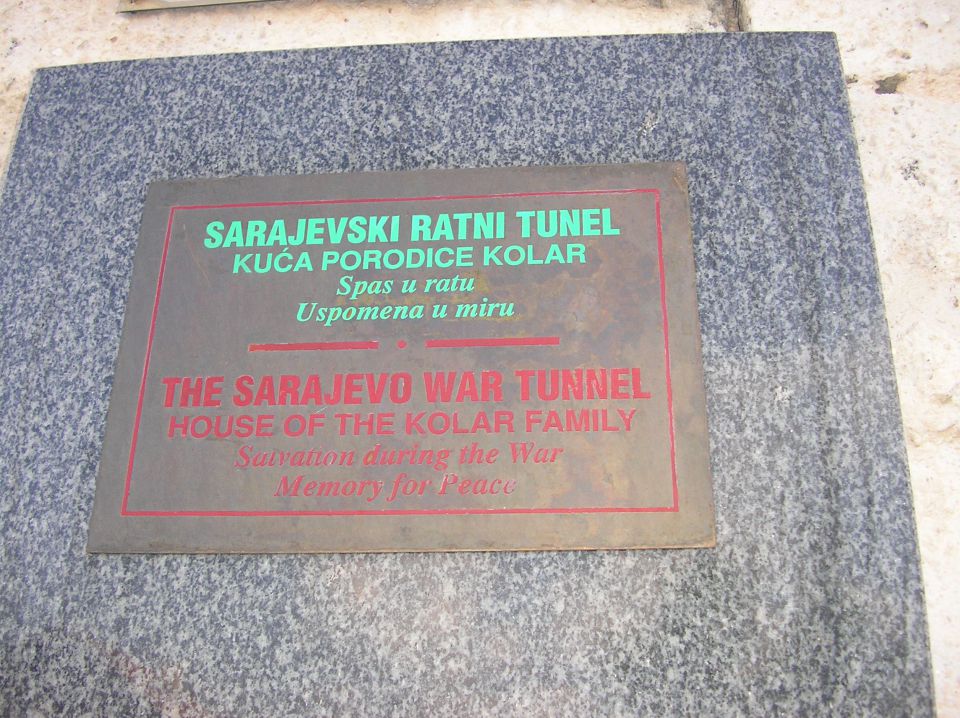 SARAJEVSKI RATNI TUNEL
KUĆA PORODICE KOLAR
Spas u ratu
Uspomena u miru
THE SARAJEVO WAR TUNNEL
HOUSE OF THE KOLAR FAMILY
Salvation during the War
Memory for Peace